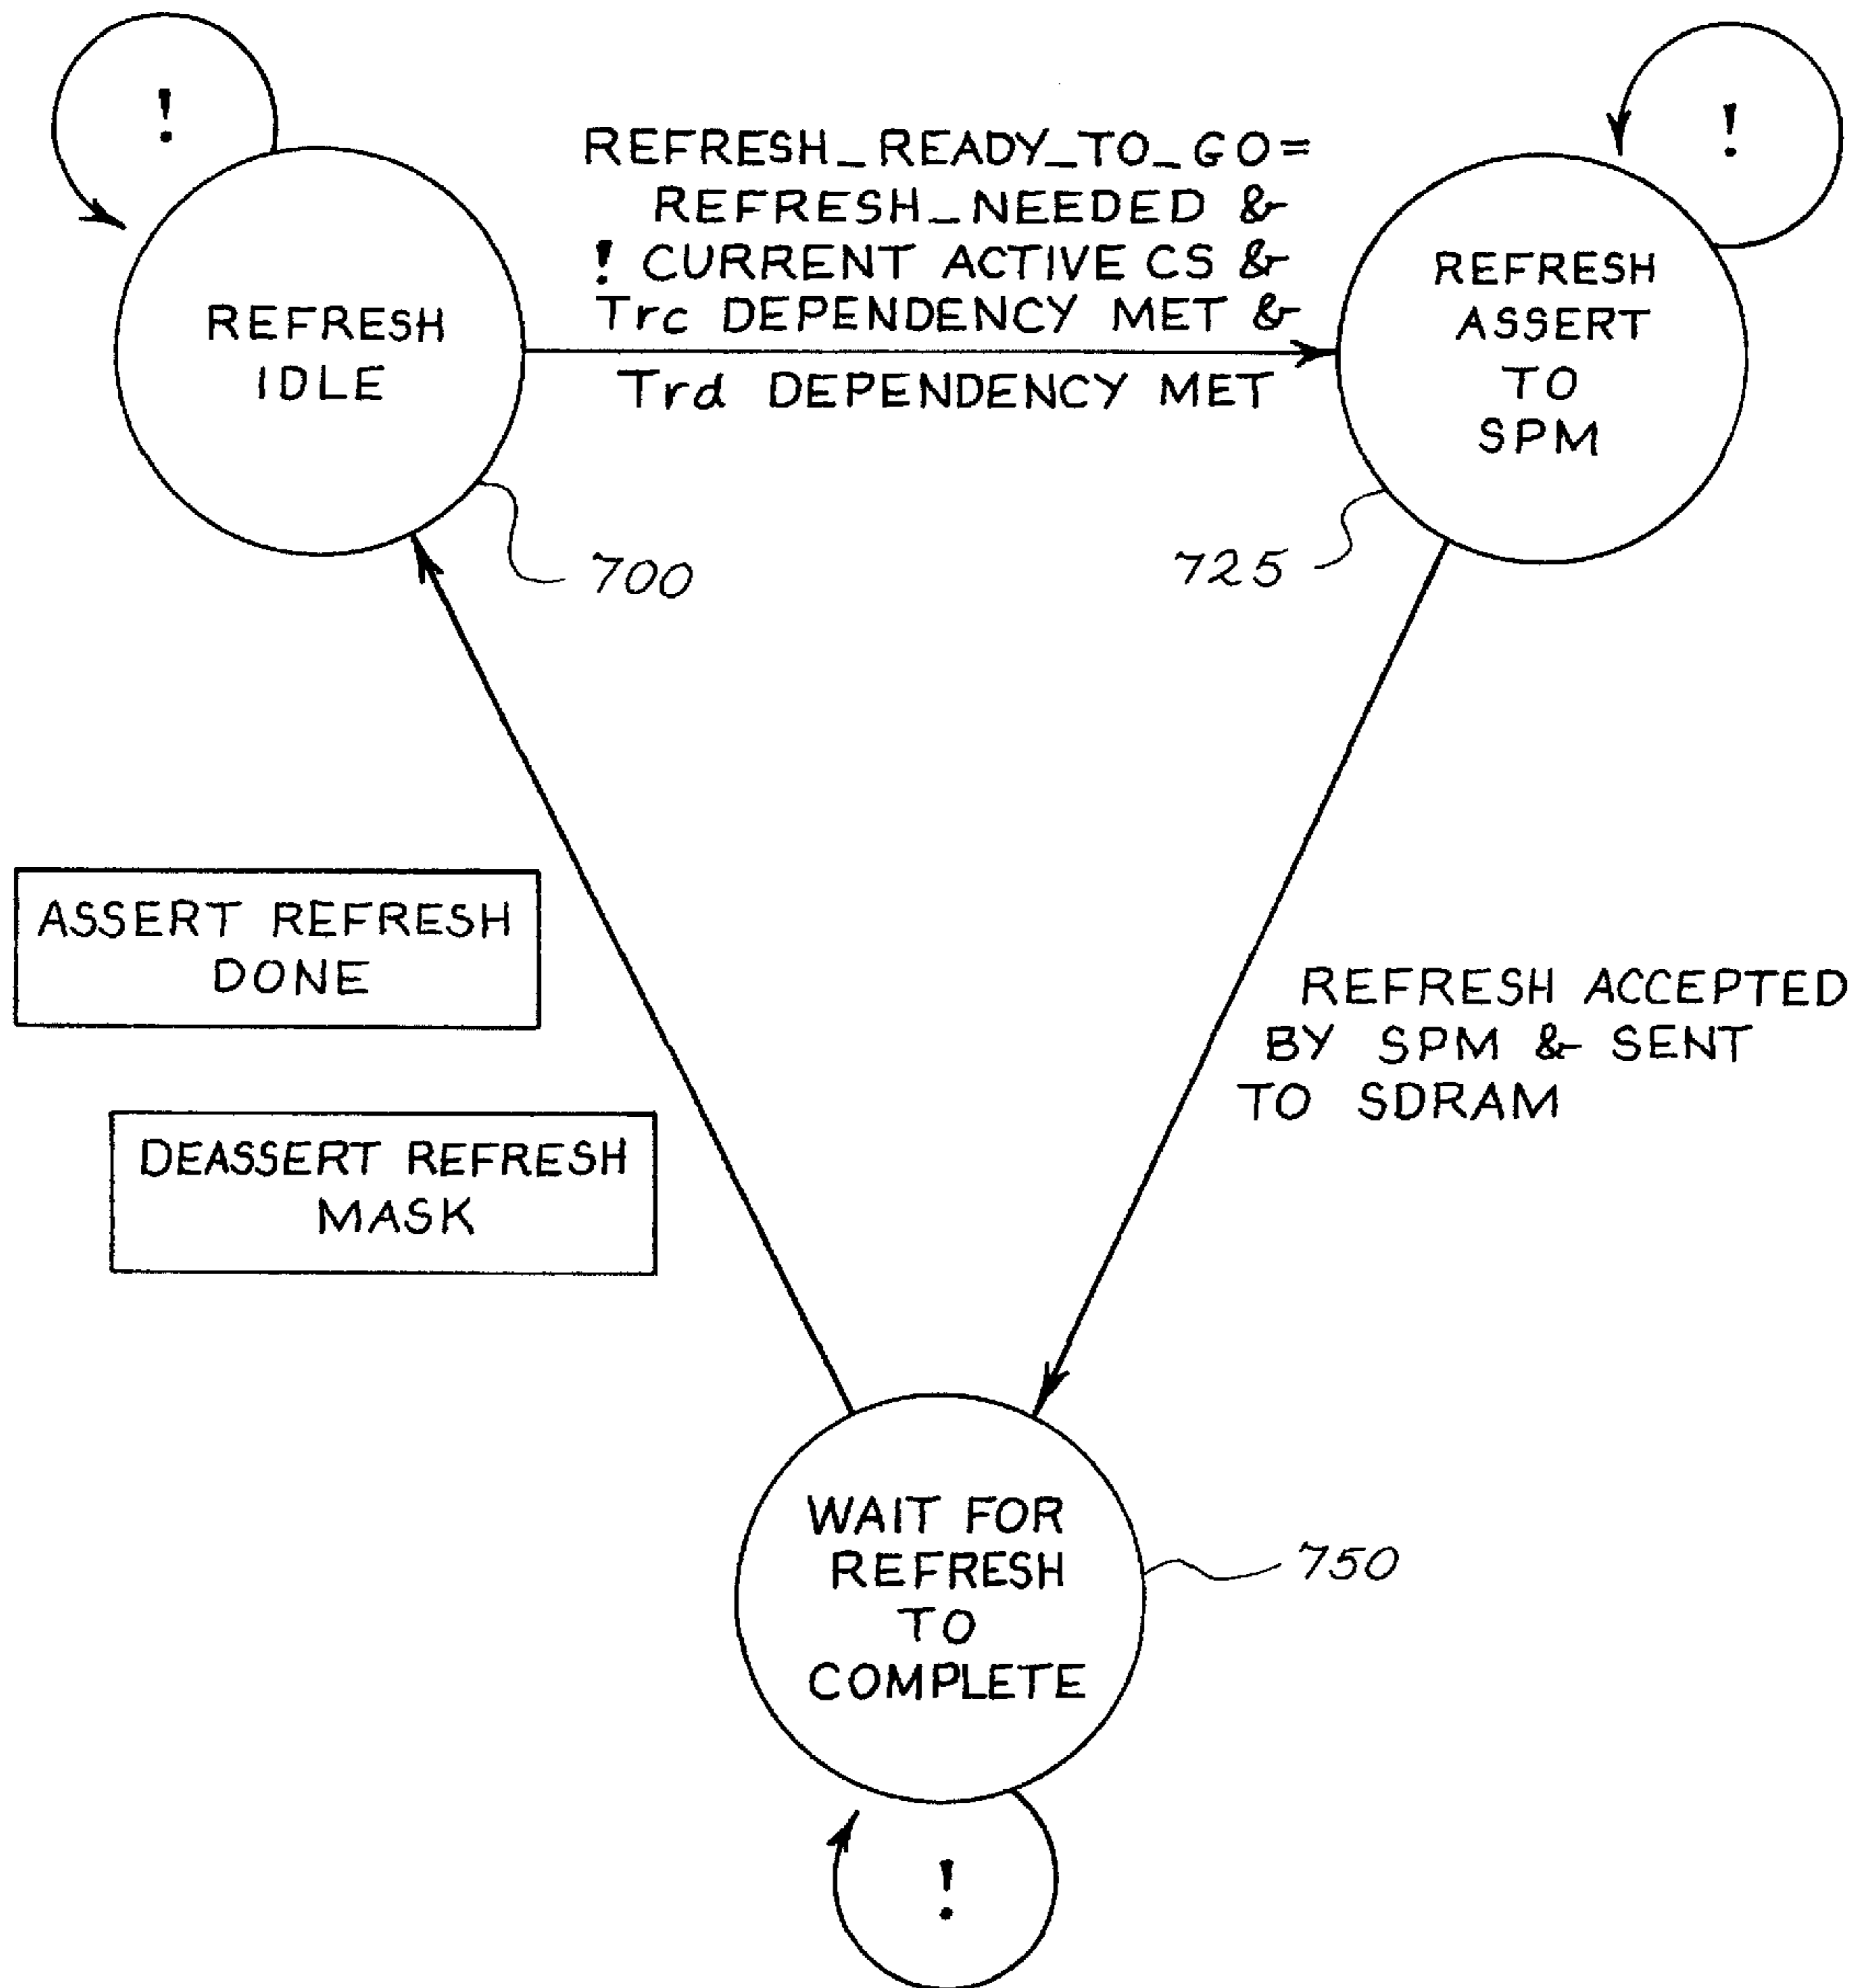 !
!
REFRESH_READY_TO_GO=
REFRESH_NEEDED &
! CURRENT ACTIVE CS &
Trc DEPENDENCY MET &
Trd DEPENDENCY MET
REFRESH
IDLE
REFRESH
ASSERT
TO
SPM
700
725
ASSERT REFRESH
DONE
DEASSERT REFRESH
MASK
REFRESH ACCEPTED
BY SPM & SENT
TO SDRAM
WAIT FOR
REFRESH
TO
COMPLETE
750
!